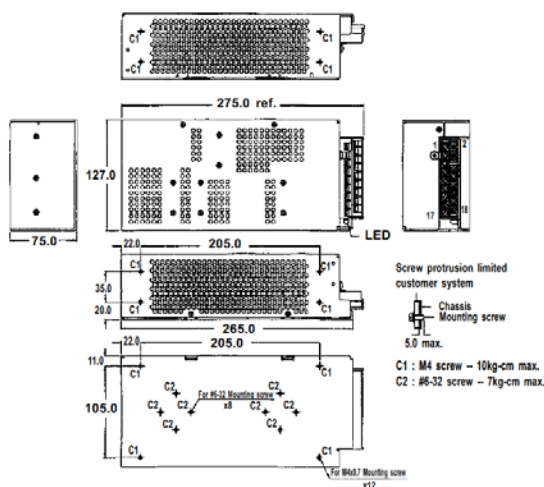 C1 C1
C1 C1
275.0 ref.
127.0
75.0
1 2
17 18
LED
22.0 205.0
C1 C1
35.0
C1 C1
20.0
265.0
Screw protrusion limited
customer system
Chassis
Mounting screw
5.0 max.
C1 : M4 screw -- 10kg-cm max.
C2 : #6-32 screw -- 7kg-cm max.
22.0 205.0
11.0
C1 C1
105.0
C2 C2
For #6-32 Mounting screw
x8
C2 C2 C2 C2
C2 C2
C1 C1
For M4x0.7 Mounting screw
x12